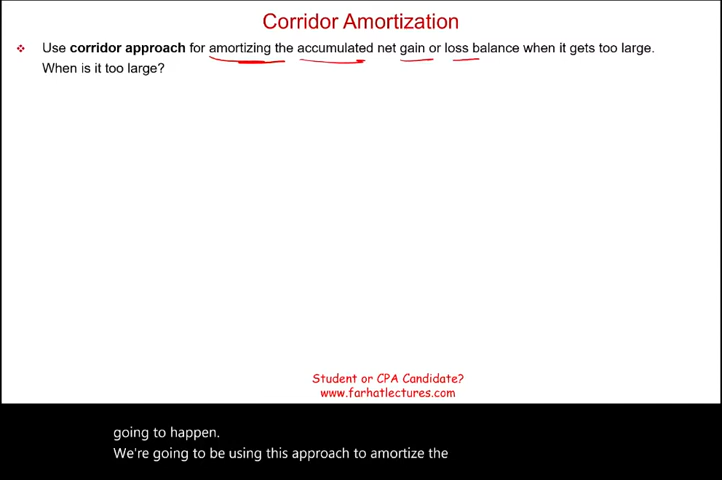 Corridor Amortization
Use corridor approach for amortizing the accumulated net gain or loss balance when it gets too large.
When is it too large?
Student or CPA Candidate?
www.farhatlectures.com
going to happen.
We're going to be using this approach to amortize the